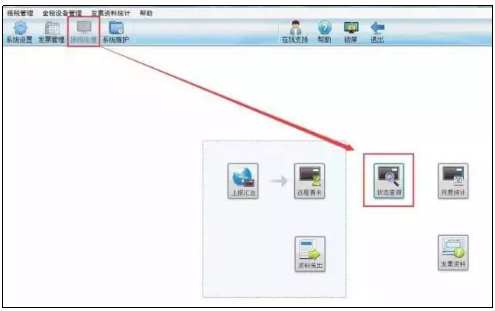 报税管理 金税设备管理 发票资料统计 帮助
系统设置 发票管理 报税处理 系统维护 在线支持 帮助 锁屏 退出
上报汇总 远程清卡 状态查询 月度统计
资料传出 发票资料